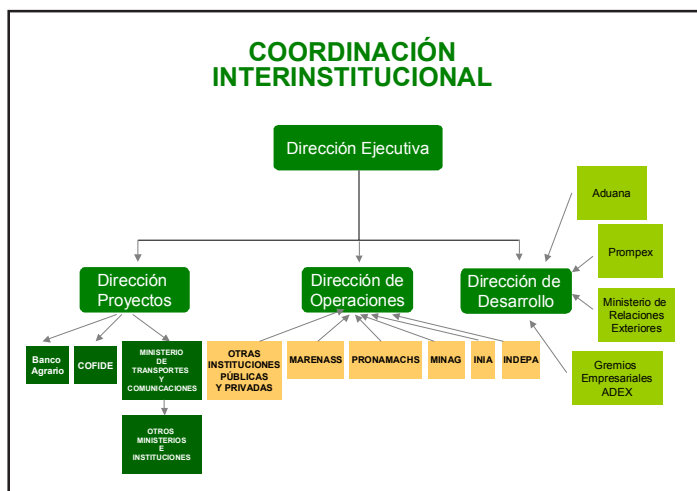 COORDINACIÓN
INTERINSTITUCIONAL
Dirección Ejecutiva
Aduana
Prompex
Ministerio de
Relaciones
Exteriores
Gremios
Empresariales
ADEX
Dirección
Proyectos
Dirección de
Operaciones
Dirección de
Desarrollo
Banco
Agrario
COFIDE
MINISTERIO
DE
TRANSPORTES
Y
COMUNICACIONES
OTRAS
INSTITUCIONES
PÚBLICAS
Y PRIVADAS
MARENASS
PRONAMACHS
MINAG
INIA
INDEPA
OTROS
MINISTERIOS
E
INSTITUCIONES